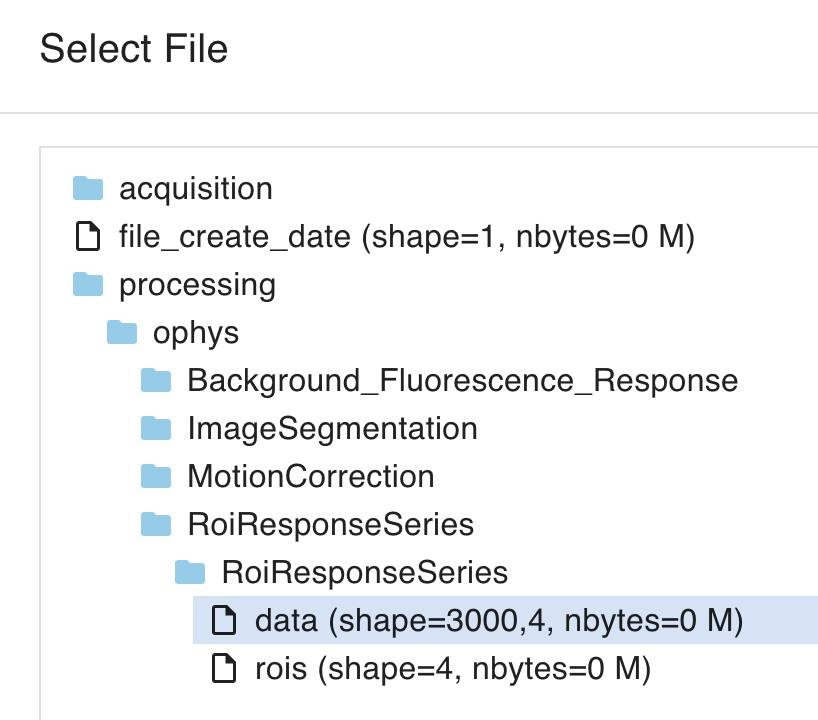 Select File
acquisition
file_create_date (shape=1, nbytes=0 M)
processing
ophys
Background_Fluorescence_Response
ImageSegmentation
MotionCorrection
RoiResponseSeries
RoiResponseSeries
data (shape=3000,4, nbytes=0 M)
rois (shape=4, nbytes=0 M)